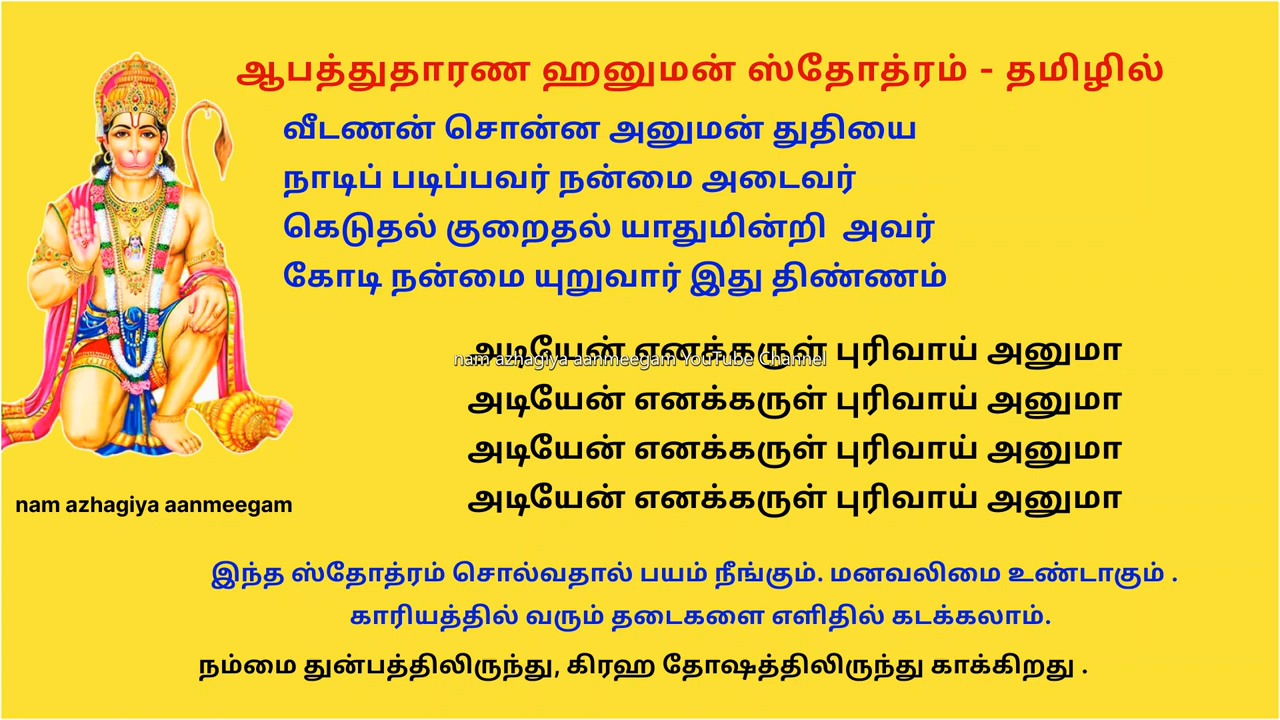 ஆபத்துதாரண ஹனுமன் ஸ்தோத்ரம் - தமிழில்
வீடணன் சொன்ன அனுமன் துதியை
நாடிப் படிப்பவர் நன்மை அடைவர்
கெடுதல் குறைதல் யாதுமின்றி அவர்
கோடி நன்மை யுறுவார் இது திண்ணம்
அடியேன் எனக்கருள் புரிவாய் அனுமா
nam azhagiya aanmeegam YouTube Channel
அடியேன் எனக்கருள் புரிவாய் அனுமா
அடியேன் எனக்கருள் புரிவாய் அனுமா
அடியேன் எனக்கருள் புரிவாய் அனுமா
nam azhagiya aanmeegam
இந்த ஸ்தோத்ரம் சொல்வதால் பயம் நீங்கும். மனவலிமை உண்டாகும் .
காரியத்தில் வரும் தடைகளை எளிதில் கடக்கலாம்.
நம்மை துன்பத்திலிருந்து, கிரஹ தோஷத்திலிருந்து காக்கிறது .